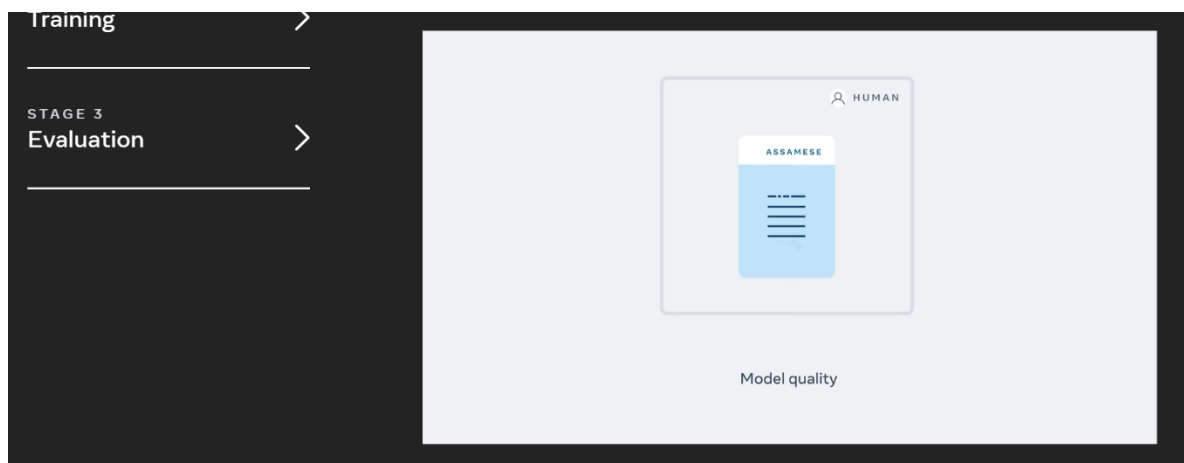 Training
STAGE 3
Evaluation
HUMAN
ASSAMESE
Model quality